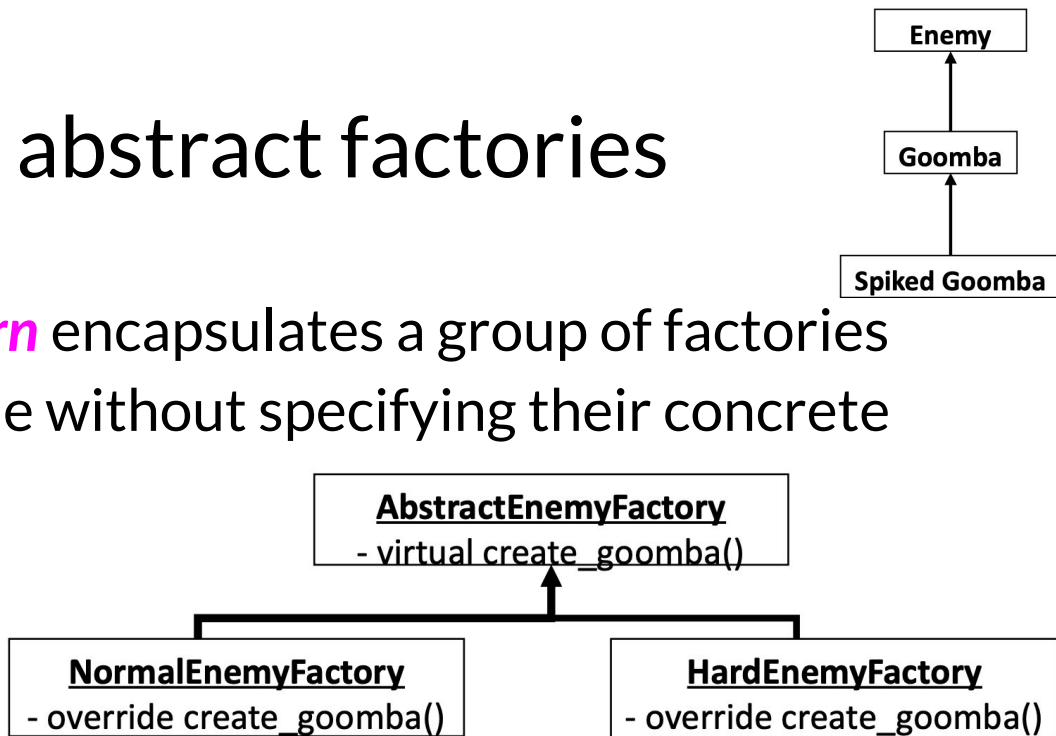 Enemy
abstract factories
Goomba
Spiked Goomba
rn encapsulates a group of factories
e without specifying their concrete
AbstractEnemyFactory
- virtual create_goomba()
NormalEnemyFactory
HardEnemyFactory
- override create_goomba()
- override create_goomba()